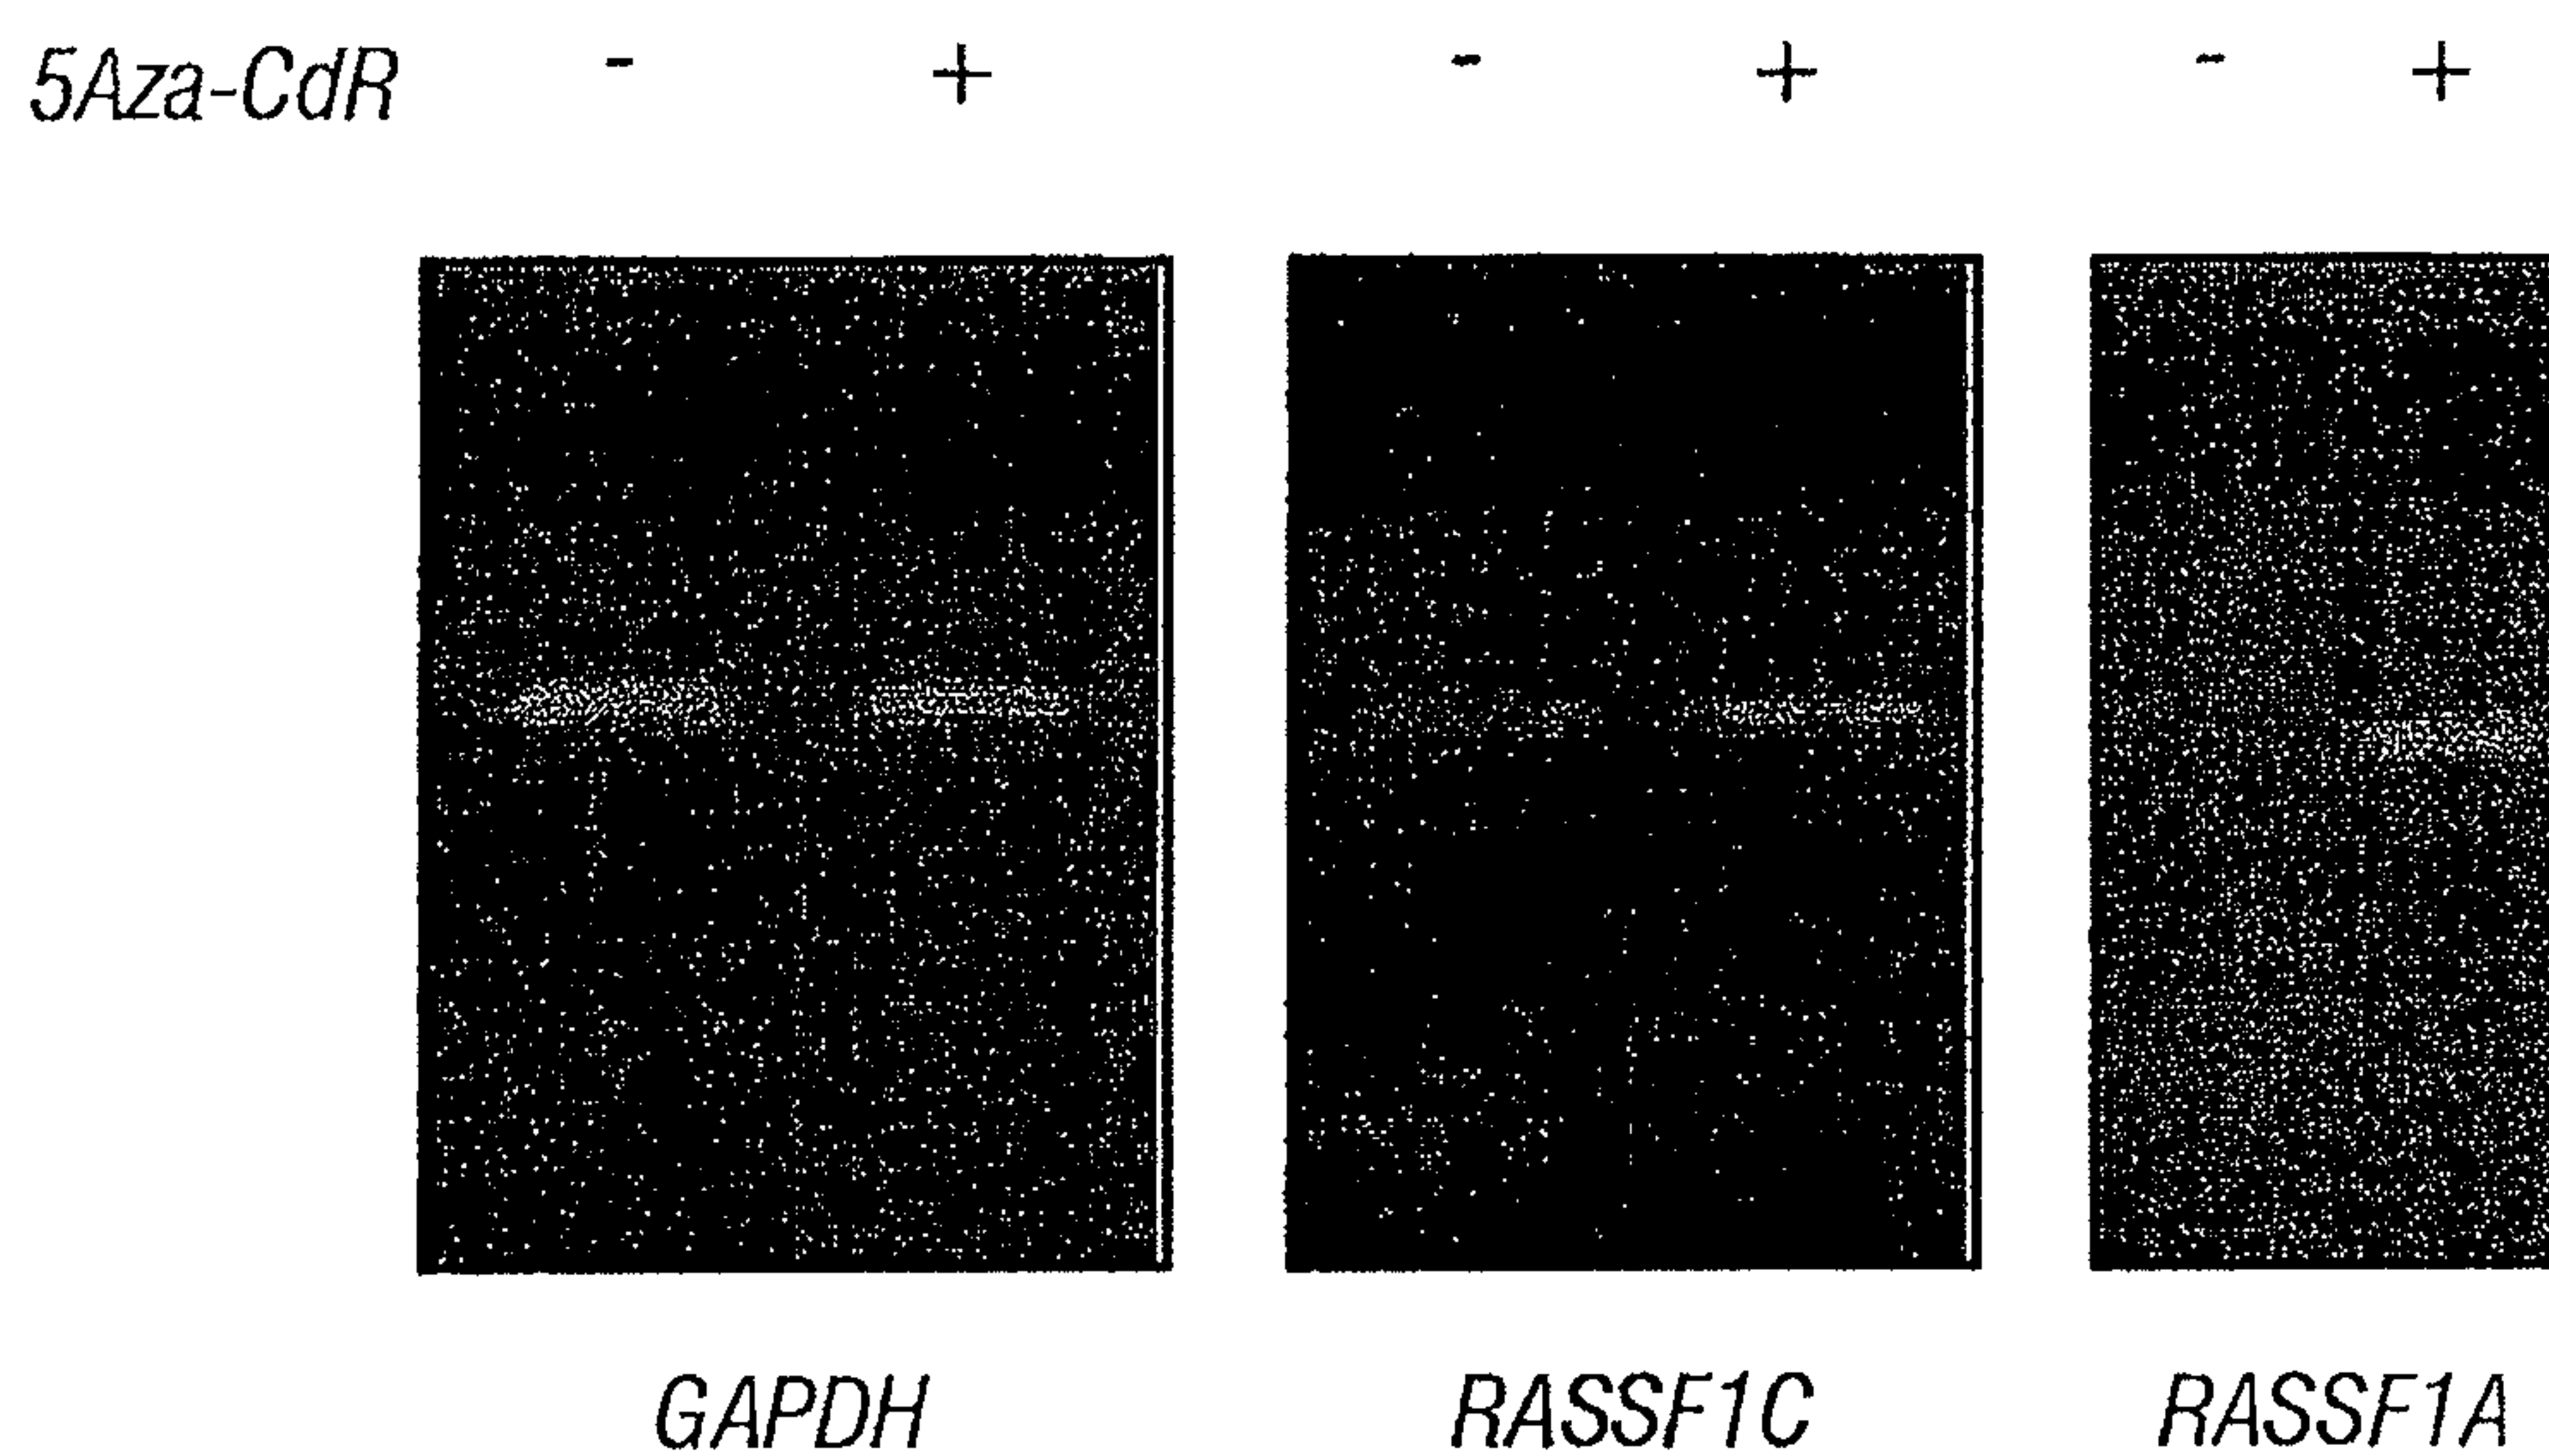 5Aza-CdR - + - + - +
GAPDH RASSF1C RASSF1A